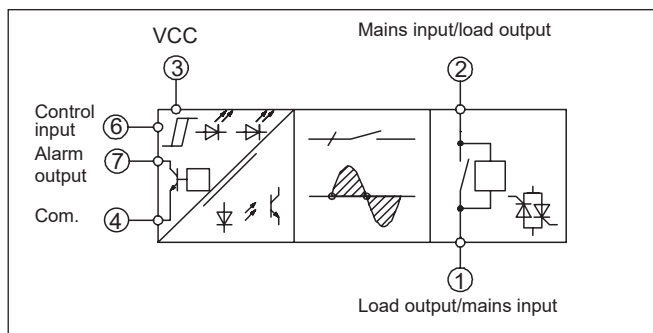 VCC
Mains input/load output
3
2
Control
input
6
Alarm
output
7
Com.
4
1
Load output/mains input